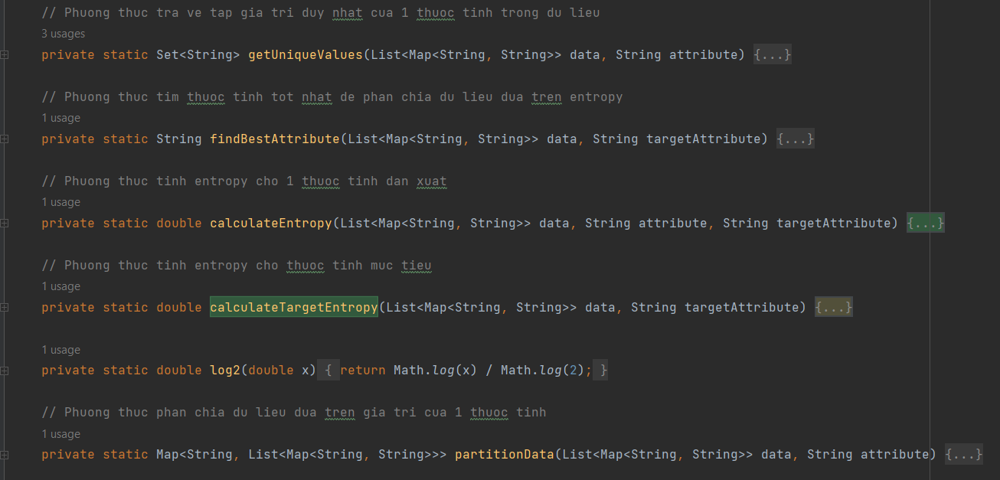 // Phuong thuc tra ve tap gia tri duy nhat cua 1 thuoc tinh trong du lieu
3 usages
private static Set<String> getUniqueValues(List<Map<String, String>> data, String attribute) {...}
// Phuong thuc tim thuoc tinh tot nhat de phan chia du lieu dua tren entropy
1 usage
private static String findBestAttribute(List<Map<String, String>> data, String targetAttribute) {...}
// Phuong thuc tinh entropy cho 1 thuoc tinh dan xuat
1 usage
private static double calculateEntropy(List<Map<String, String>> data, String attribute, String targetAttribute) {...}
// Phuong thuc tinh entropy cho thuoc tinh muc tieu
1 usage
private static double calculateTargetEntropy(List<Map<String, String>> data, String targetAttribute) {...}
1 usage
private static double log2(double x) { return Math.log(x) / Math.log(2); }
// Phuong thuc phan chia du lieu dua tren gia tri cua 1 thuoc tinh
1 usage
private static Map<String, List<Map<String, String>>> partitionData(List<Map<String, String>> data, String attribute) {...}